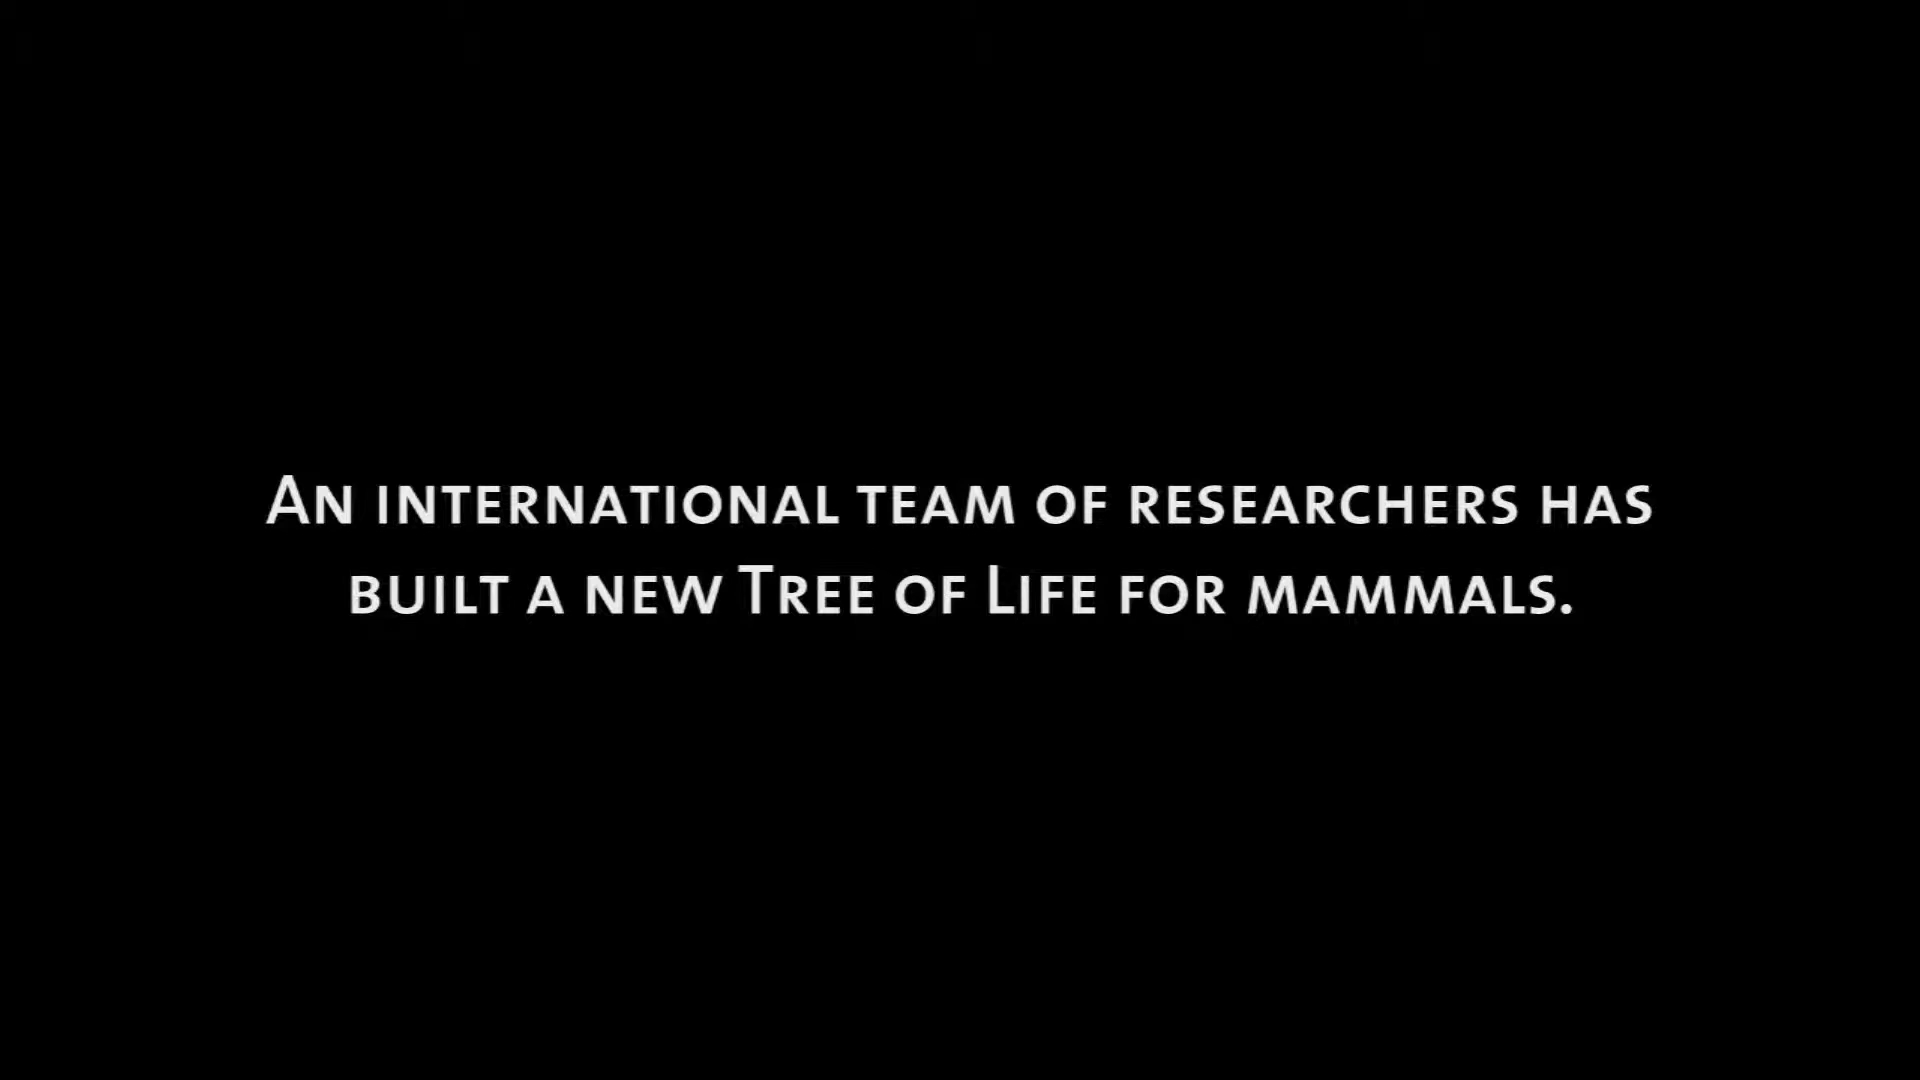 An international team of researchers has
built a new Tree of Life for mammals.